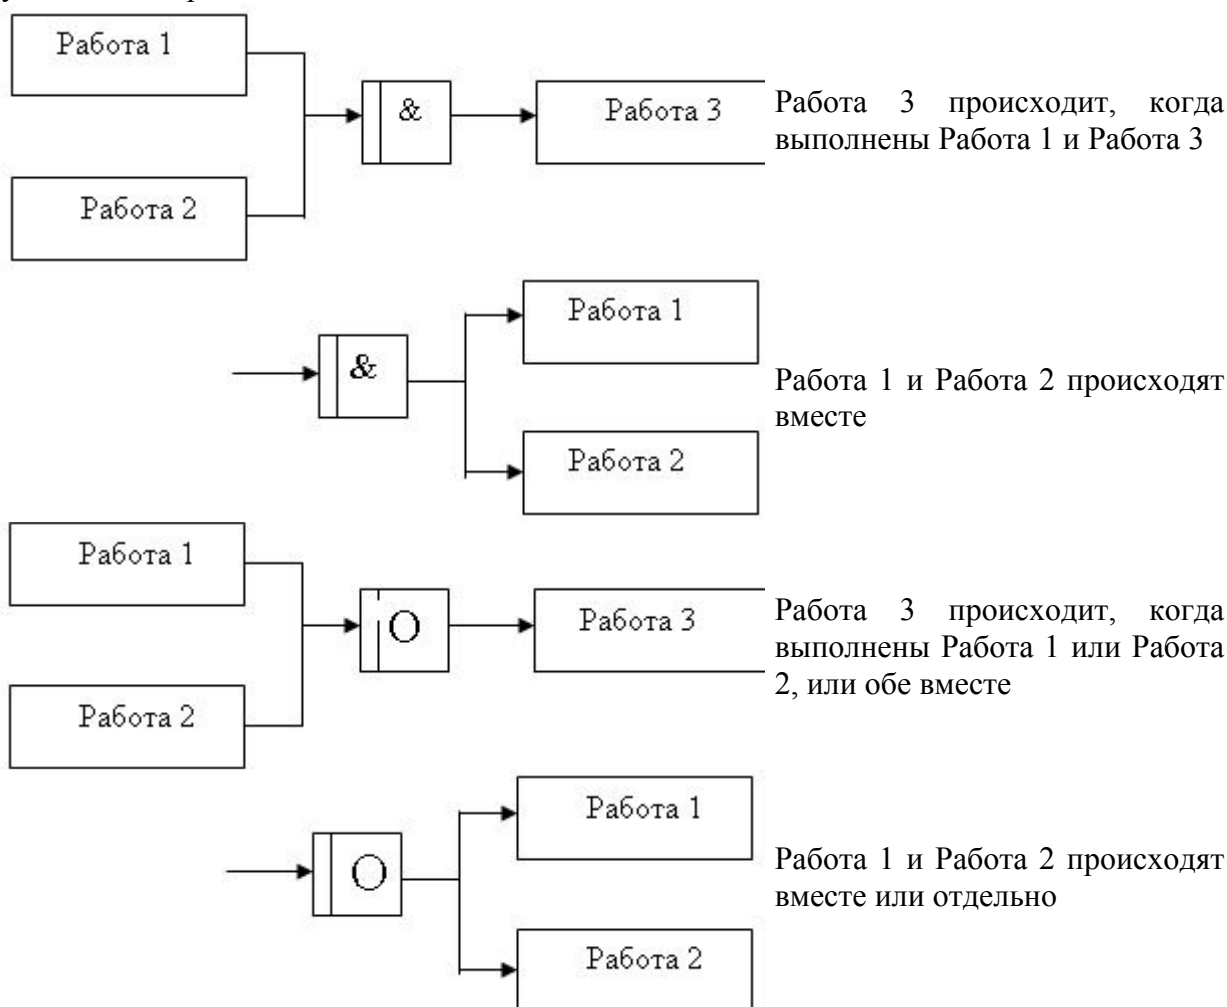 Работа 1
&
Работа 3
Работа 2
Работа 3 происходит, когда
выполнены Работа 1 и Работа 3
Работа 1
&
Работа 2
Работа 1 и Работа 2 происходят
вместе
Работа 1
O
Работа 3
Работа 2
Работа 3 происходит, когда
выполнены Работа 1 или Работа
2, или обе вместе
Работа 1
O
Работа 2
Работа 1 и Работа 2 происходят
вместе или отдельно